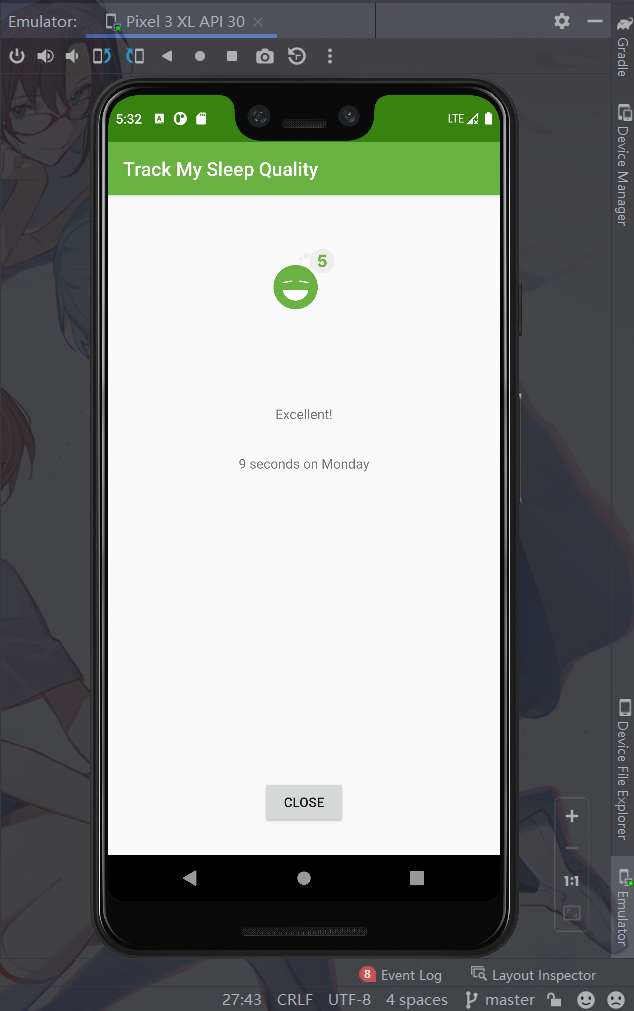 Emulator: Pixel 3 XL API 30
5:32 A LTE
Track My Sleep Quality
5
Excellent!
9 seconds on Monday
CLOSE
1:1
Gradle
Device Manager
Device File Explorer
Emulator
8 Event Log Layout Inspector
27:43 CRLF UTF-8 4 spaces master